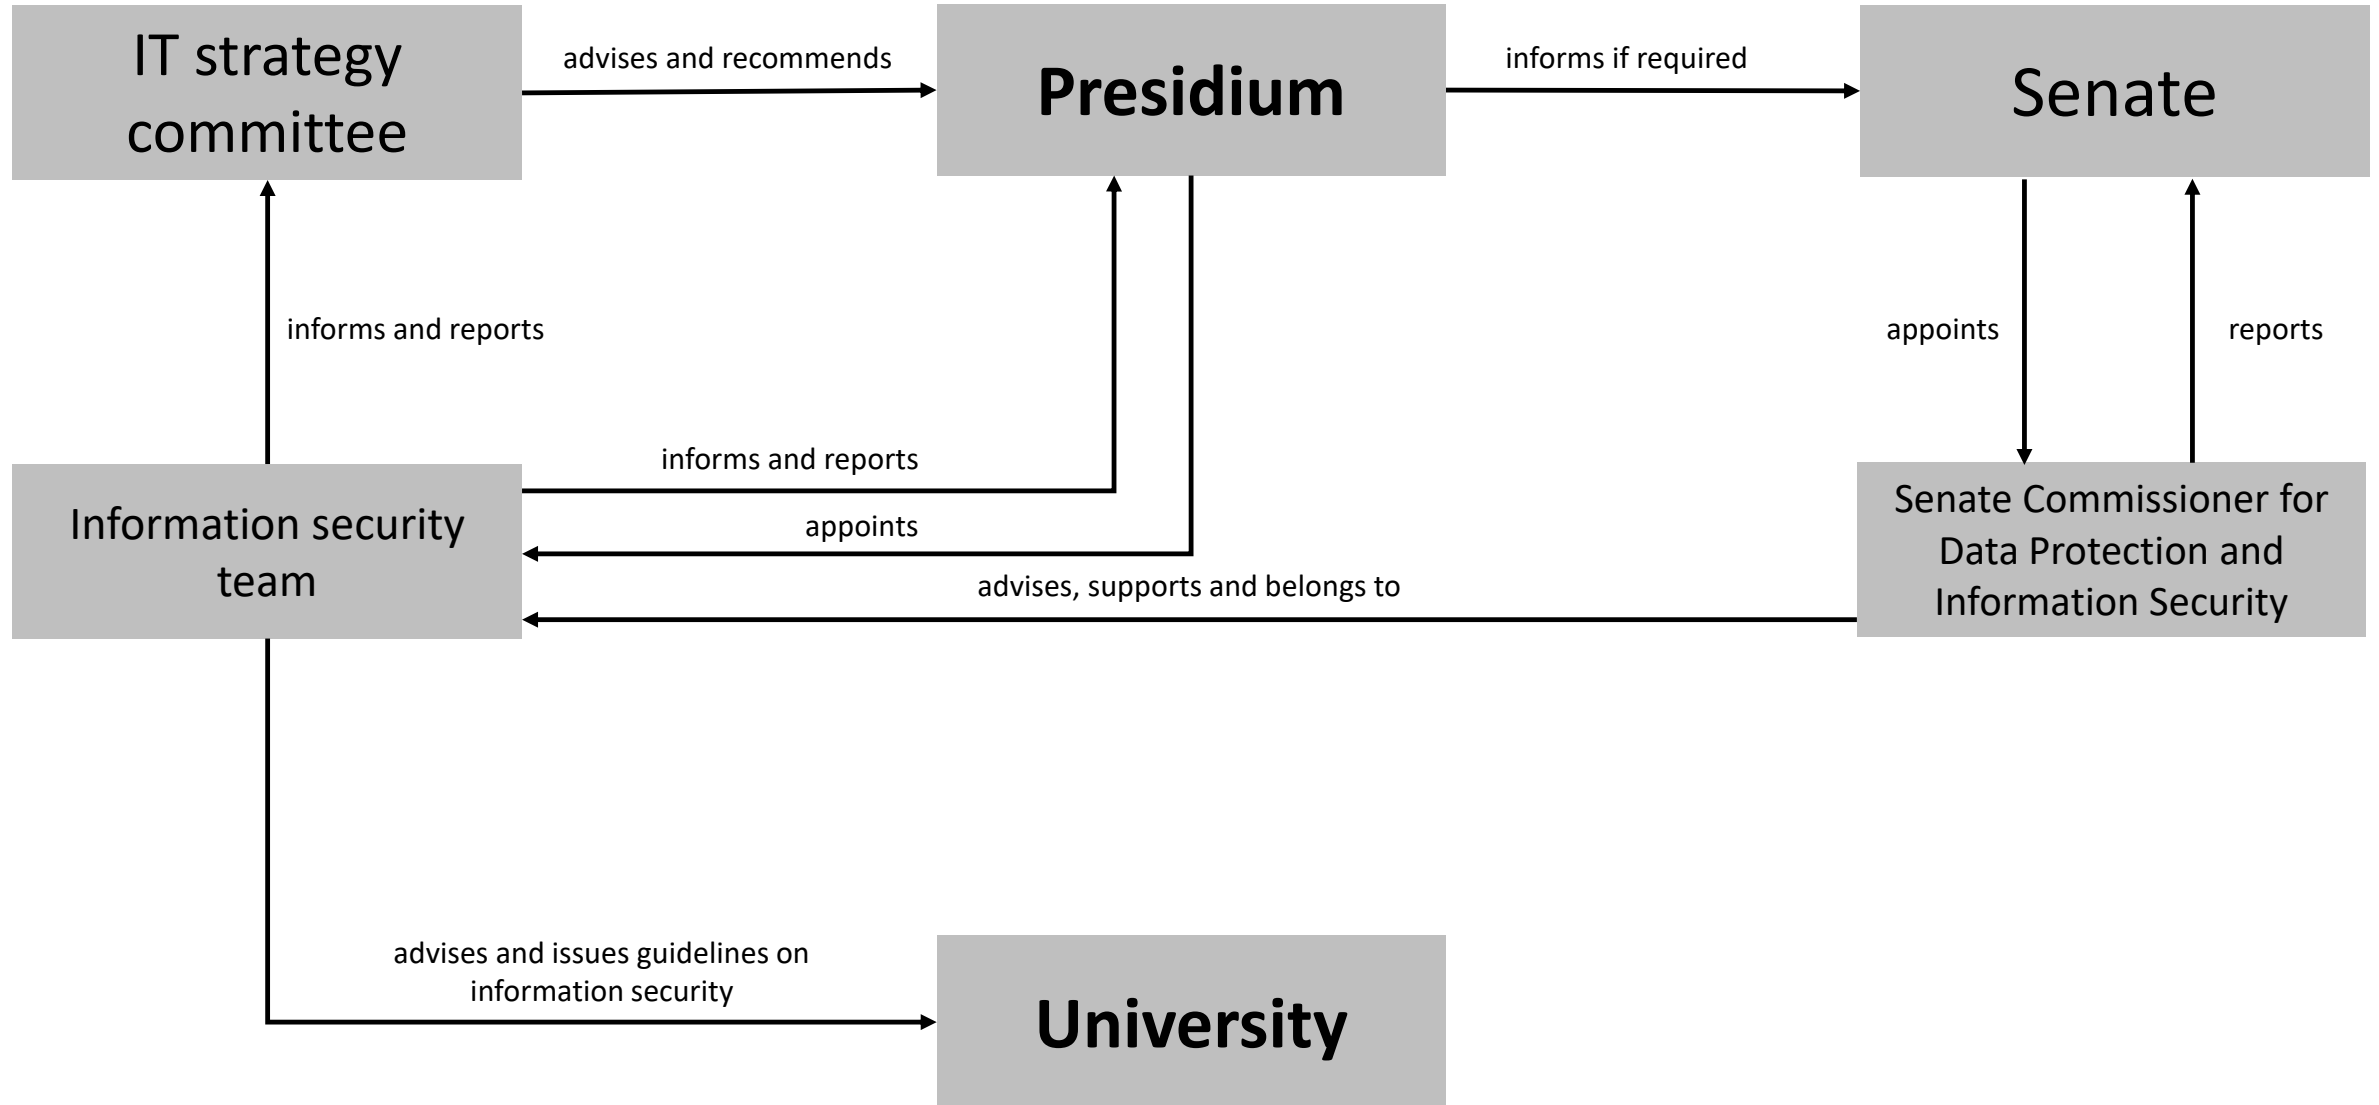 IT strategy
committee
advises and recommends
Presidium
informs if required
Senate
informs and reports
appoints
reports
informs and reports
appoints
advises, supports and belongs to
Information security
team
Senate Commissioner for
Data Protection and
Information Security
advises and issues guidelines on
information security
University